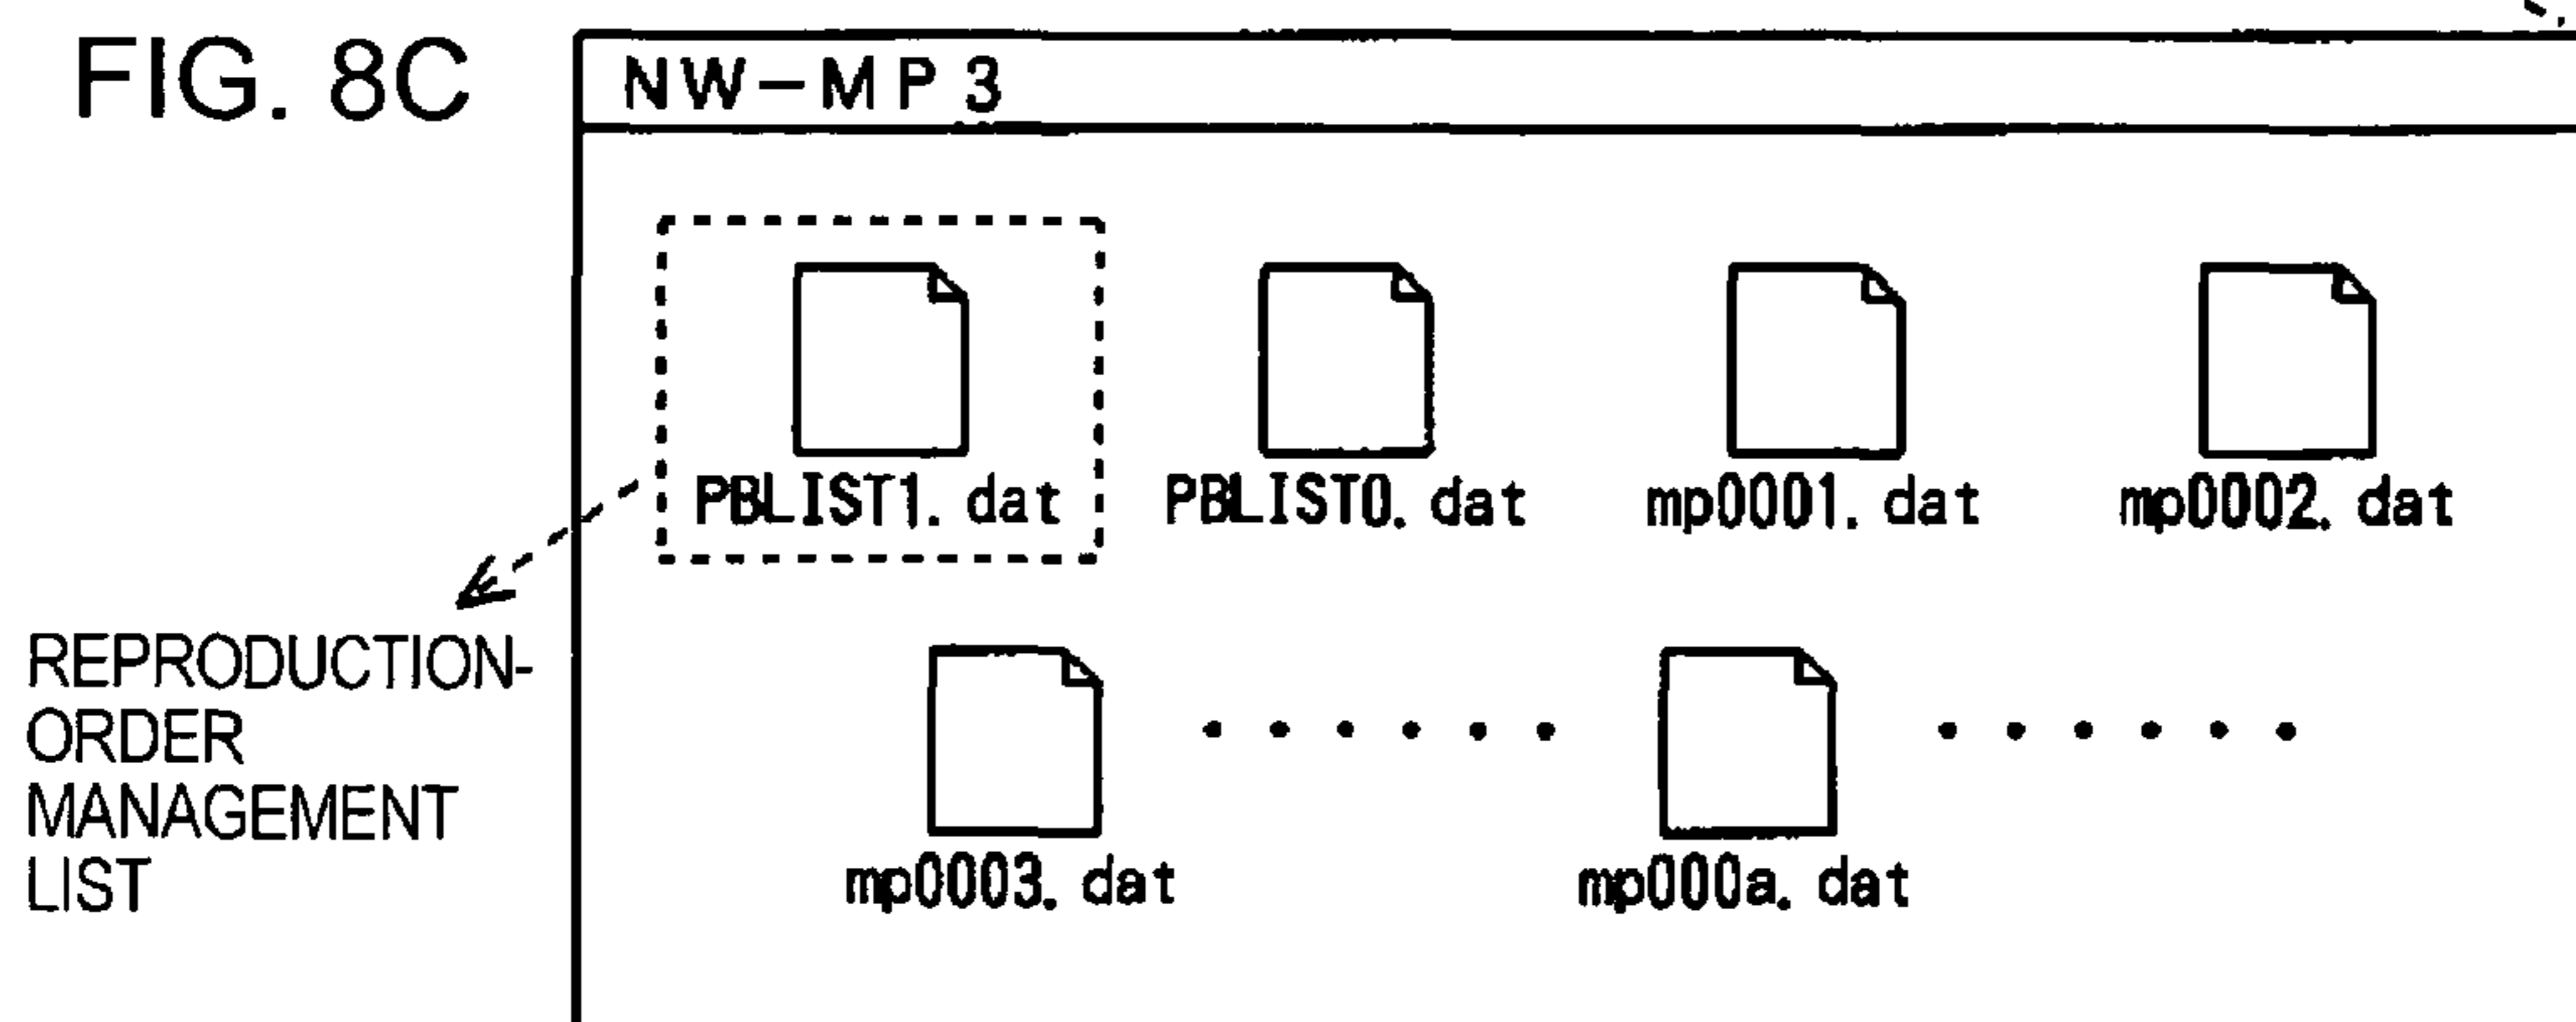 FIG. 8C
NW-MP3
PBLIST1.dat PBLIST0.dat mp0001.dat mp0002.dat
REPRODUCTION-
ORDER
MANAGEMENT
LIST
mp0003.dat ...... mp000a.dat ......